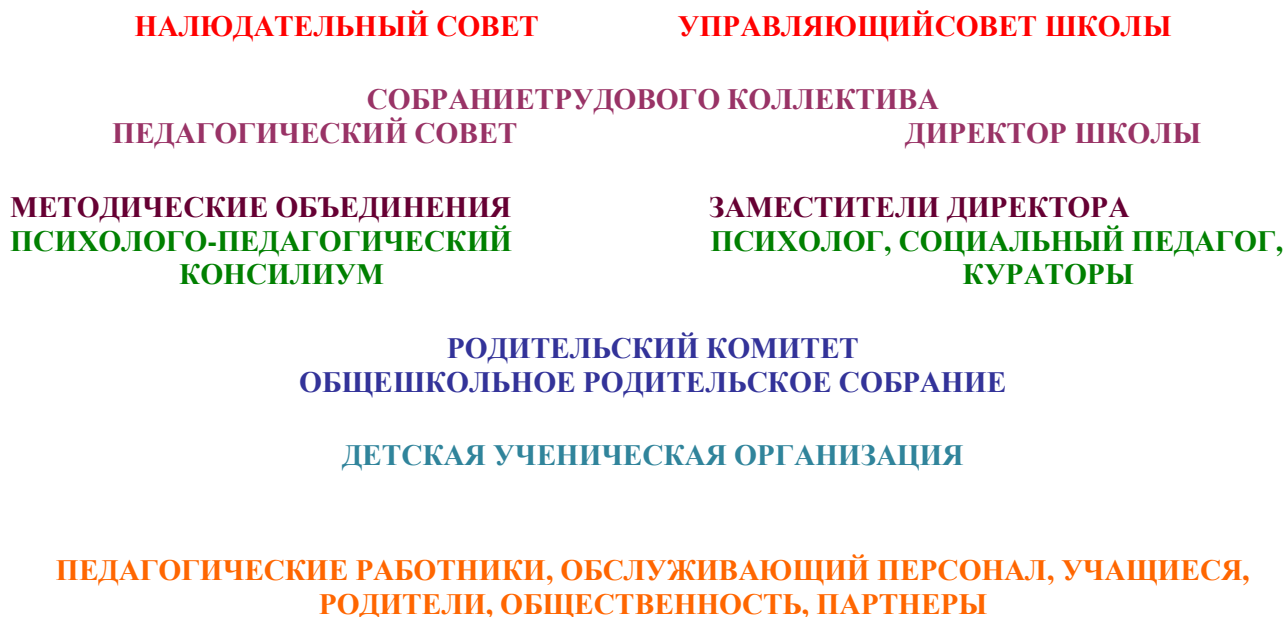 НАЛЮДАТЕЛЬНЫЙ СОВЕТ УПРАВЛЯЮЩИЙСОВЕТ ШКОЛЫ
СОБРАНИЕТРУДОВОГО КОЛЛЕКТИВА
ПЕДАГОГИЧЕСКИЙ СОВЕТ ДИРЕКТОР ШКОЛЫ
МЕТОДИЧЕСКИЕ ОБЪЕДИНЕНИЯ ЗАМЕСТИТЕЛИ ДИРЕКТОРА
ПСИХОЛОГО-ПЕДАГОГИЧЕСКИЙ ПСИХОЛОГ, СОЦИАЛЬНЫЙ ПЕДАГОГ,
КОНСИЛИУМ КУРАТОРЫ
РОДИТЕЛЬСКИЙ КОМИТЕТ
ОБЩЕШКОЛЬНОЕ РОДИТЕЛЬСКОЕ СОБРАНИЕ
ДЕТСКАЯ УЧЕНИЧЕСКАЯ ОРГАНИЗАЦИЯ
ПЕДАГОГИЧЕСКИЕ РАБОТНИКИ, ОБСЛУЖИВАЮЩИЙ ПЕРСОНАЛ, УЧАЩИЕСЯ,
РОДИТЕЛИ, ОБЩЕСТВЕННОСТЬ, ПАРТНЕРЫ